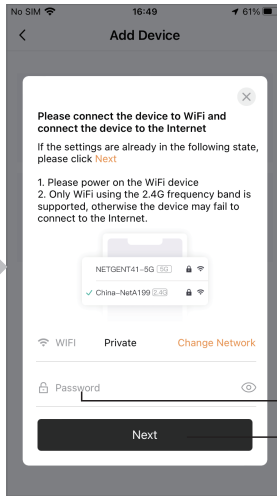 No SIM 16:49 61%
Add Device
Please connect the device to WiFi and
connect the device to the Internet
If the settings are already in the following state,
please click Next
1. Please power on the WiFi device
2. Only WiFi using the 2.4G frequency band is
supported, otherwise the device may fail to
connect to the Internet.
NETGENT41-5G 5G
China-NetA199 2.4G
WIFI Private Change Network
Password
Next